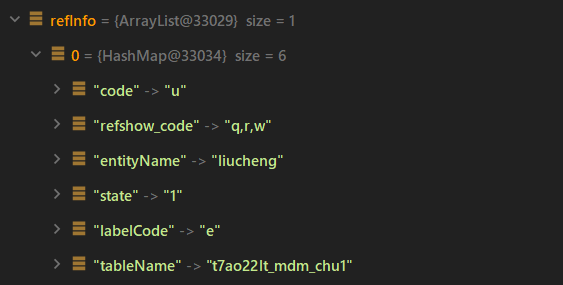 refInfo = {ArrayList@33029} size = 1
0 = {HashMap@33034} size = 6
"code" -> "u"
"refshow_code" -> "q,r,w"
"entityName" -> "liucheng"
"state" -> "1"
"labelCode" -> "e"
"tableName" -> "t7ao22lt_mdm_chu1"